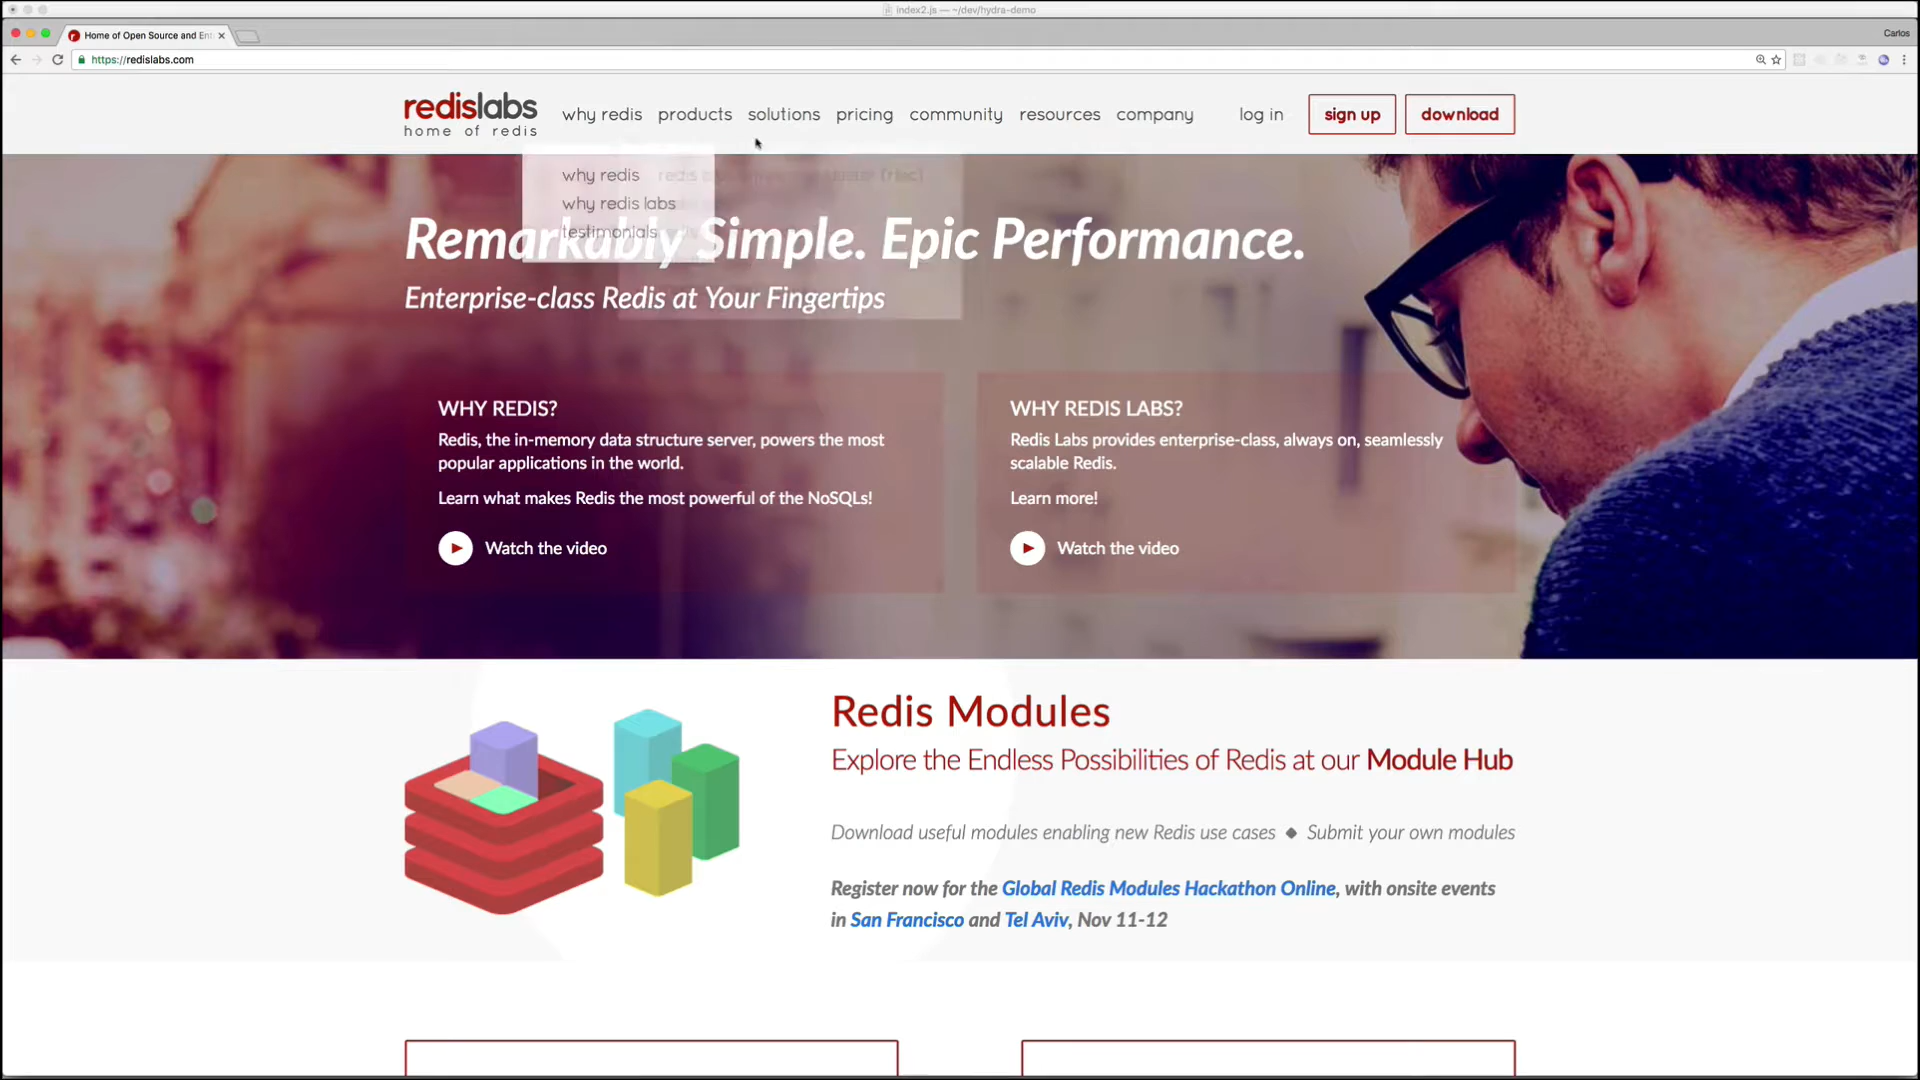 index2.js — ~/dev/hydra-demo
Home of Open Source and Ent
Carlos
https://redislabs.com
redislabs
home of redis
why redis products solutions pricing community resources company log in sign up download
why redis
why redis labs
testimonials
Remarkably Simple. Epic Performance.
Enterprise-class Redis at Your Fingertips
WHY REDIS?
Redis, the in-memory data structure server, powers the most
popular applications in the world.
Learn what makes Redis the most powerful of the NoSQLs!
Watch the video
WHY REDIS LABS?
Redis Labs provides enterprise-class, always on, seamlessly
scalable Redis.
Learn more!
Watch the video
Redis Modules
Explore the Endless Possibilities of Redis at our Module Hub
Download useful modules enabling new Redis use cases ◆ Submit your own modules
Register now for the Global Redis Modules Hackathon Online, with onsite events
in San Francisco and Tel Aviv, Nov 11-12